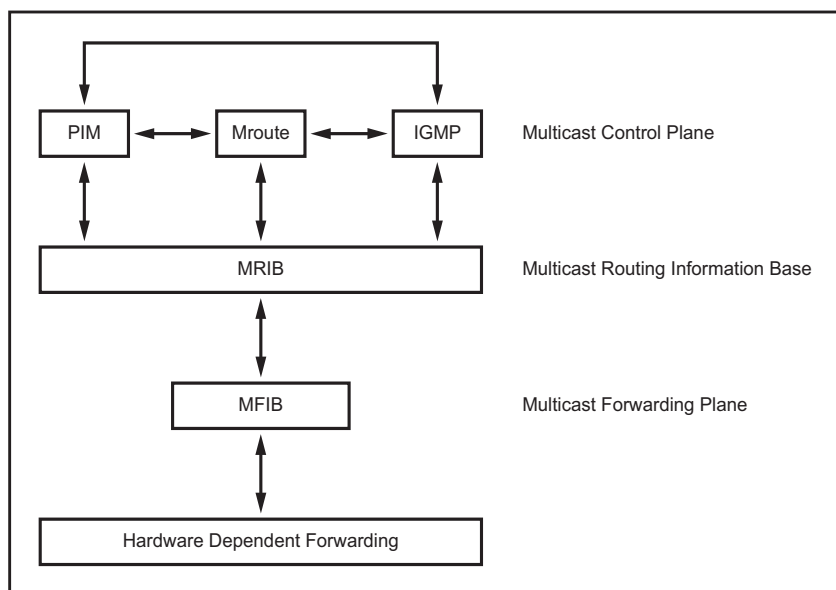 PIM Mroute IGMP Multicast Control Plane
MRIB Multicast Routing Information Base
MFIB Multicast Forwarding Plane
Hardware Dependent Forwarding